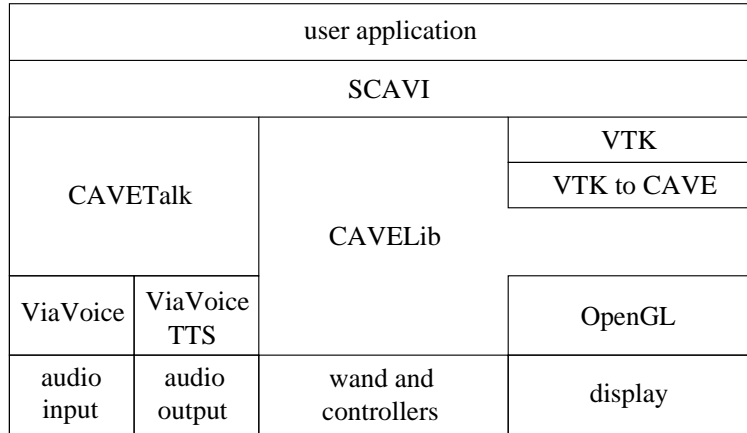 user application
SCAVI
CAVETalk
CAVELib
VTK
VTK to CAVE
ViaVoice
ViaVoice
TTS
OpenGL
audio
input
audio
output
wand and
controllers
display